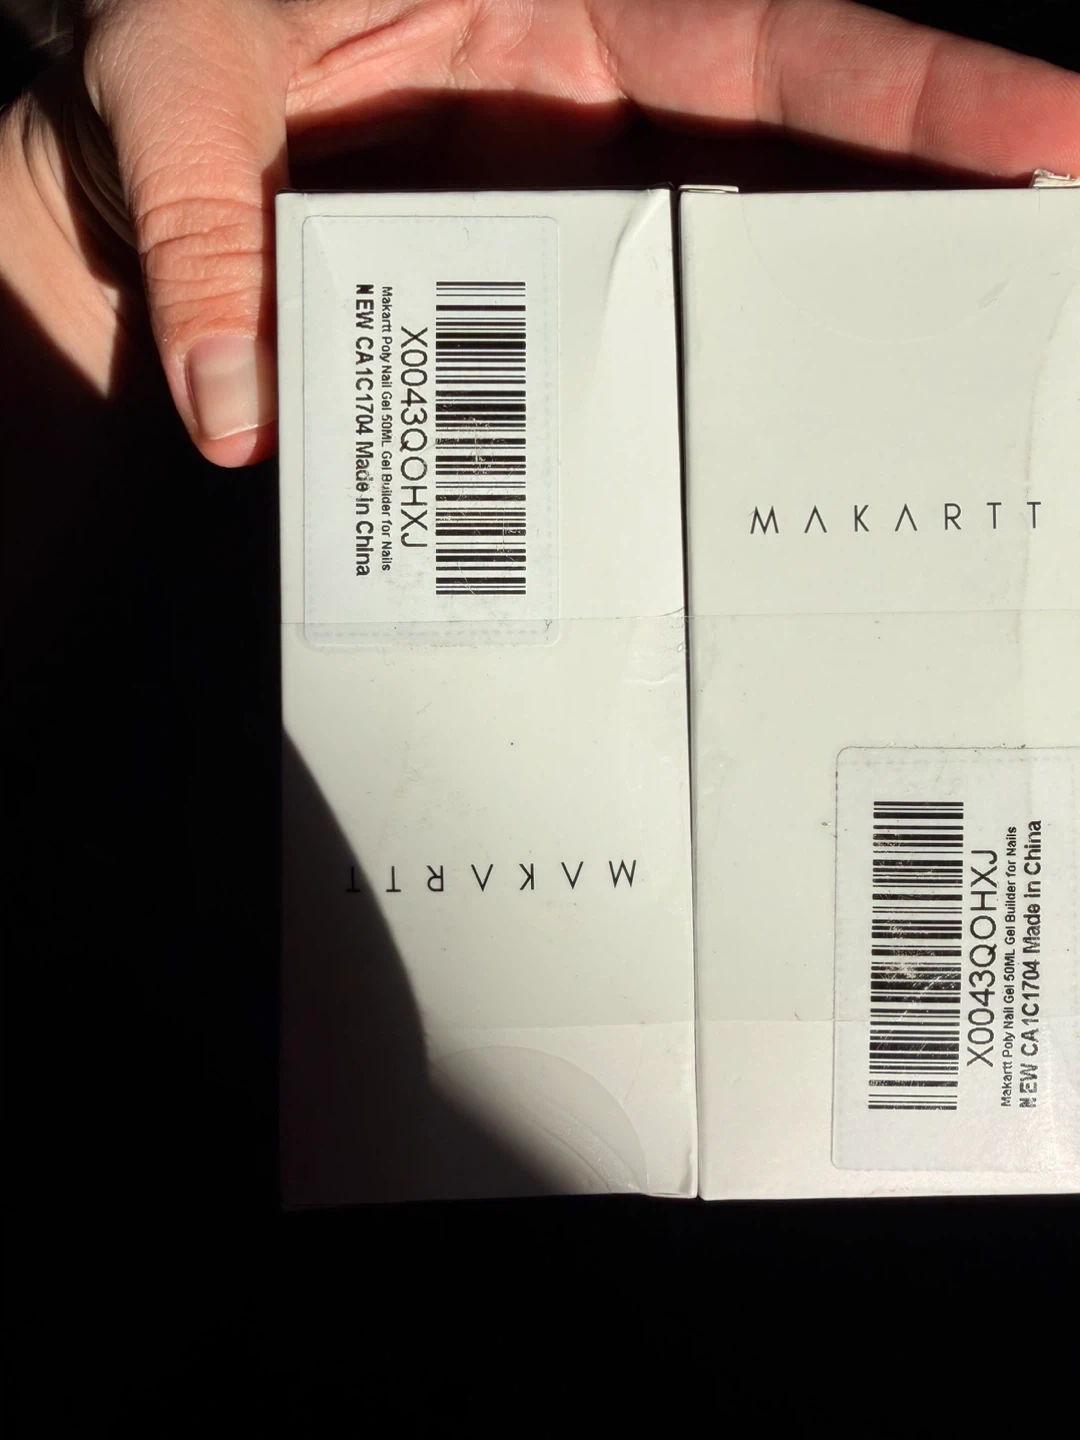 X0043QOHXJ
Makartt Poly Nail Gel 50ML Gel Builder for Nails
NEW CA1C1704 Made in China
MAKARTT
MAKARTT
X0043QOHXJ
Makartt Poly Nail Gel 50ML Gel Builder for Nails
NEW CA1C1704 Made in China